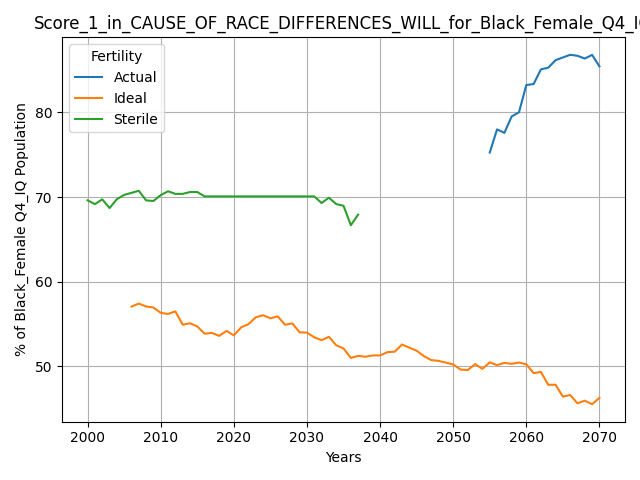 Score_1_in_CAUSE_OF_RACE_DIFFERENCES_WILL_for_Black_Female_Q4_I
Fertility
Actual
Ideal
Sterile
% of Black_Female Q4_IQ Population
80
70
60
50
2000
2010
2020
2030
2040
2050
2060
2070
Years